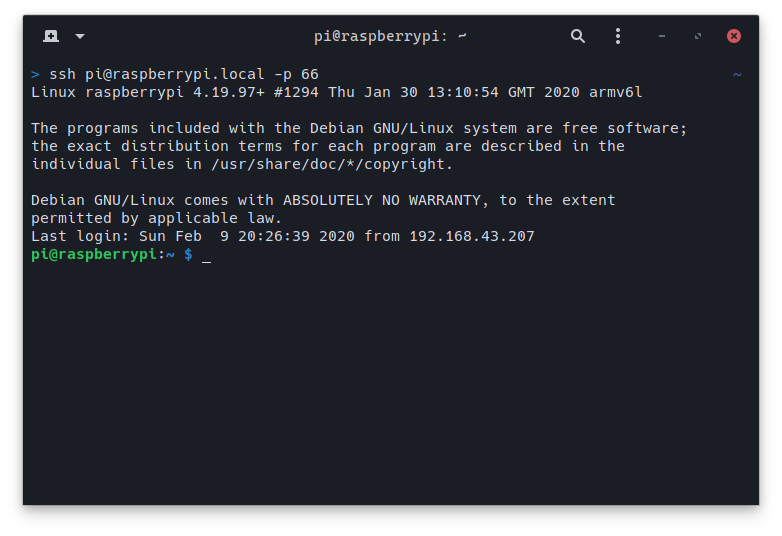 pi@raspberrypi: ~
> ssh pi@raspberrypi.local -p 66 ~
Linux raspberrypi 4.19.97+ #1294 Thu Jan 30 13:10:54 GMT 2020 armv6l
The programs included with the Debian GNU/Linux system are free software;
the exact distribution terms for each program are described in the
individual files in /usr/share/doc/*/copyright.
Debian GNU/Linux comes with ABSOLUTELY NO WARRANTY, to the extent
permitted by applicable law.
Last login: Sun Feb  9 20:26:39 2020 from 192.168.43.207
pi@raspberrypi:~ $ _